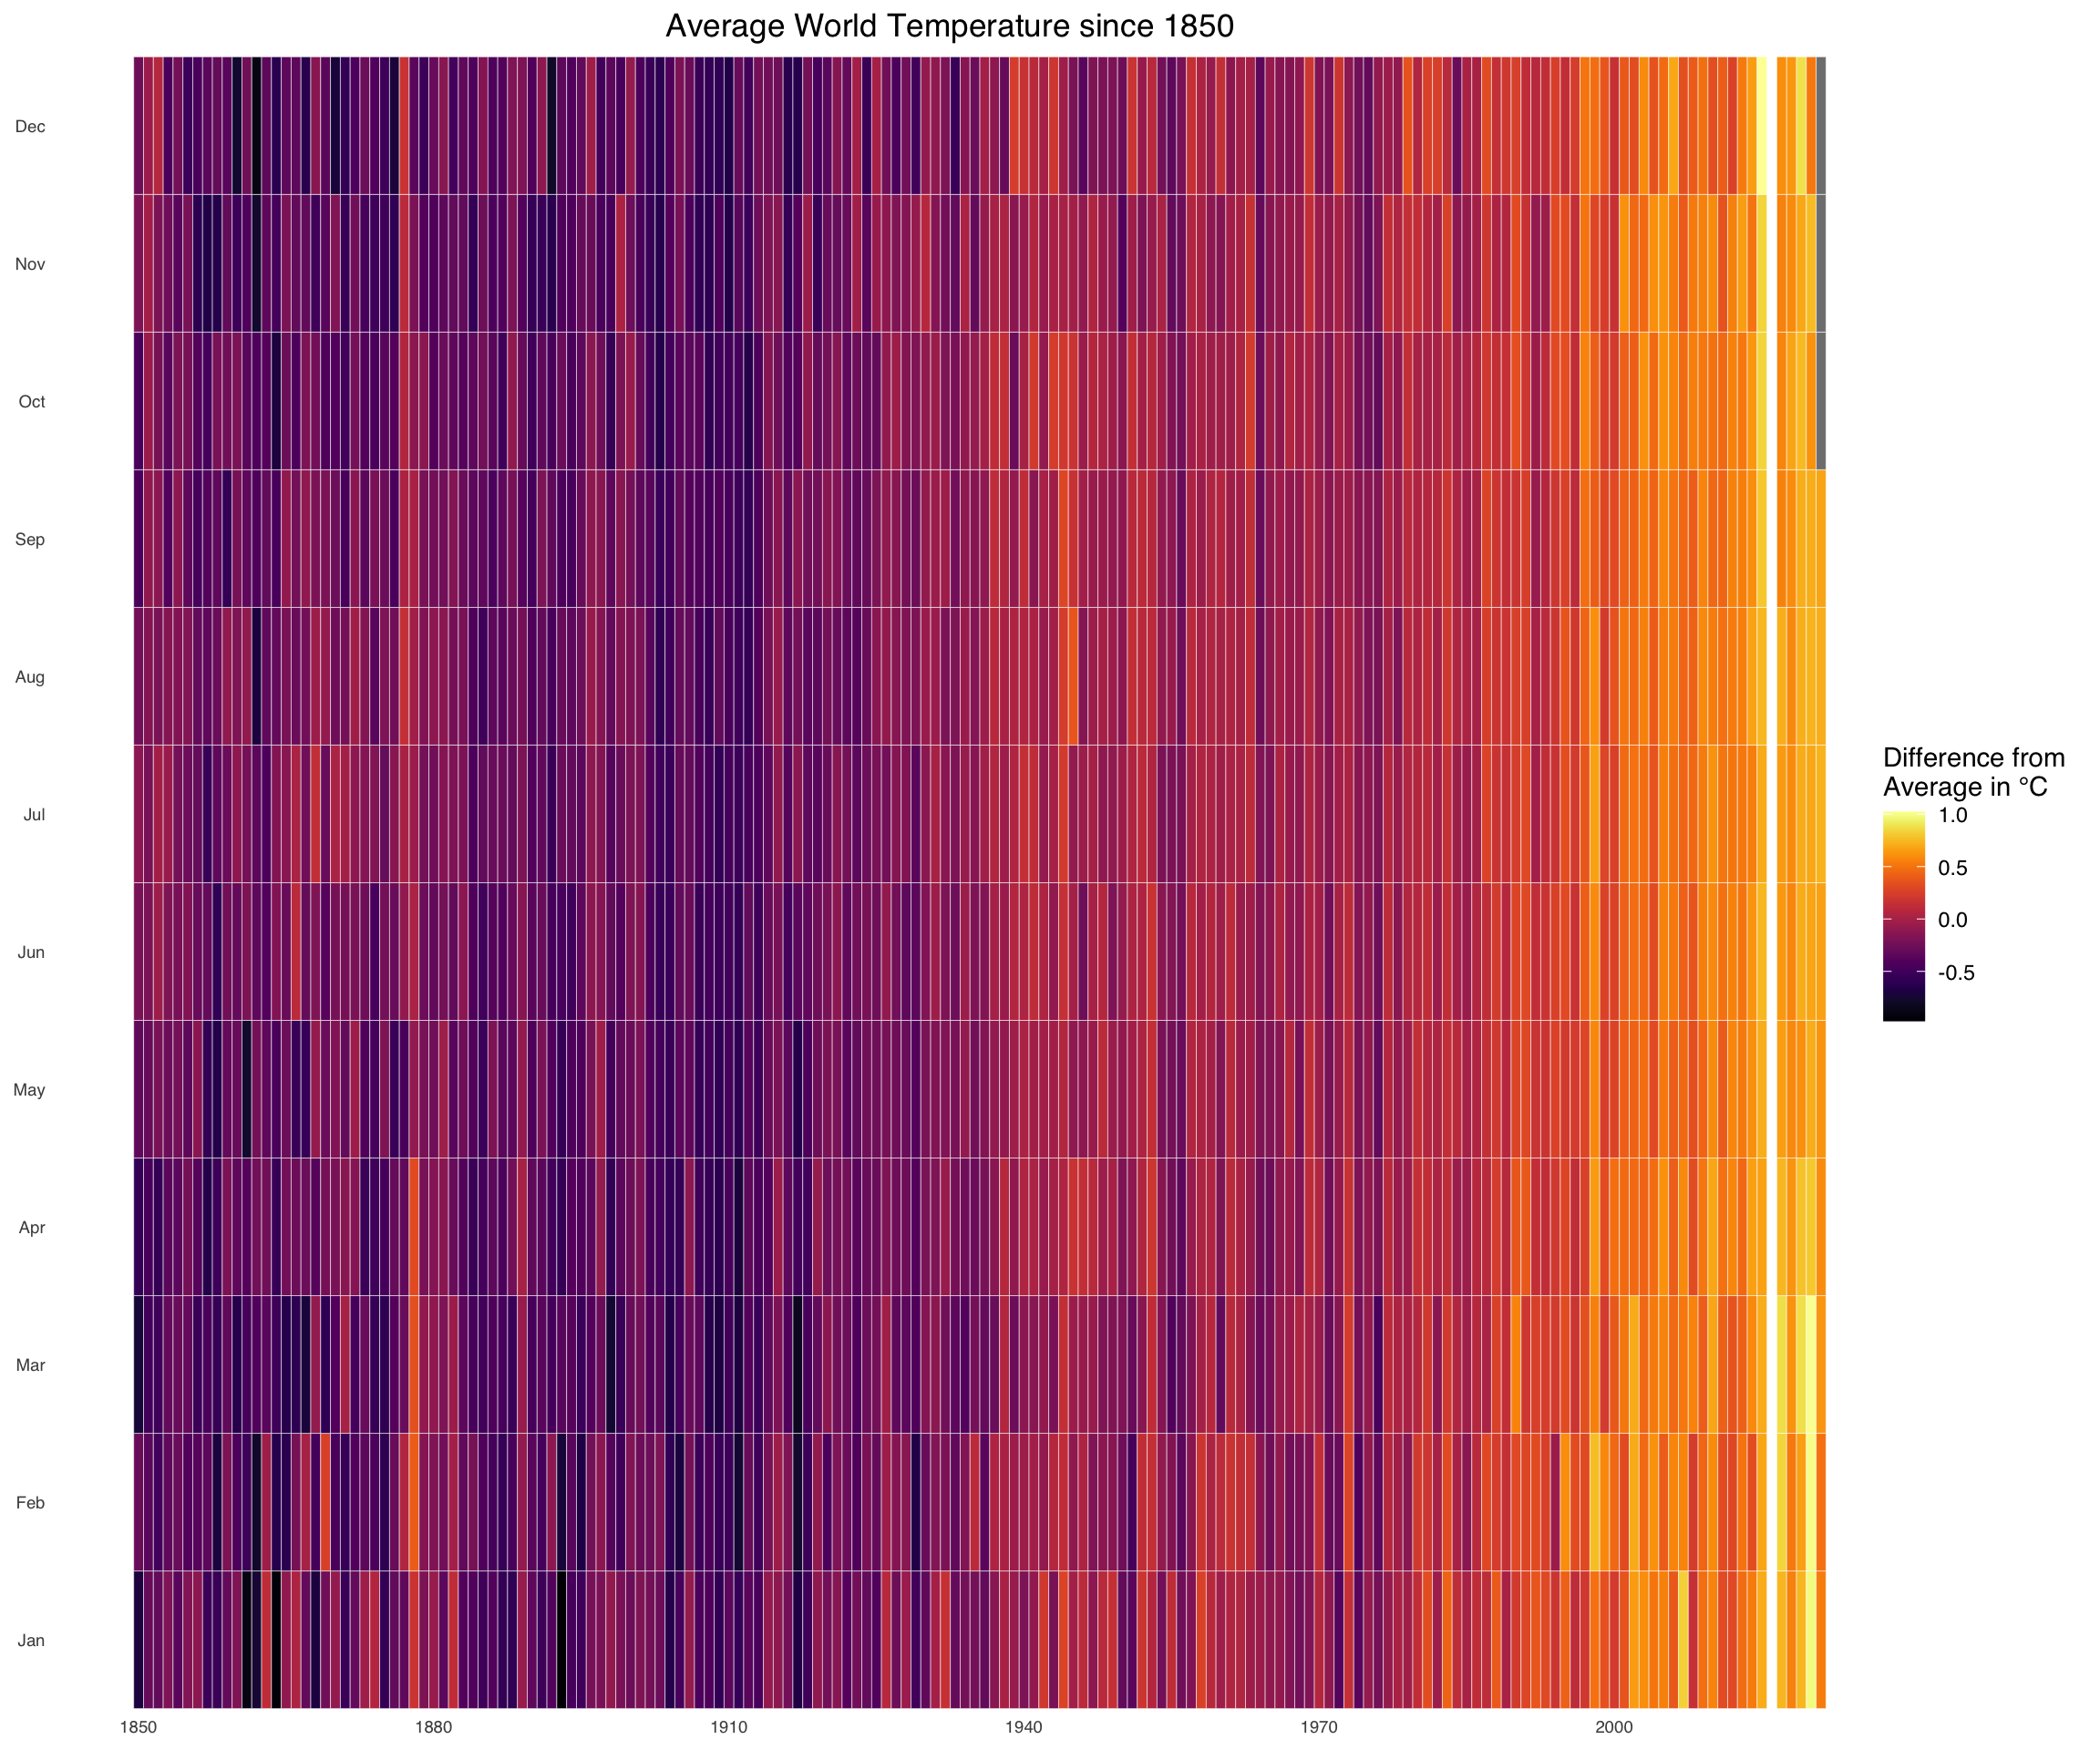 Average World Temperature since 1850
Dec
Nov
Oct
Sep
Aug
Jul
Jun
May
Apr
Mar
Feb
Jan
1850
1880
1910
1940
1970
2000
Difference from
Average in °C
1.0
0.5
0.0
-0.5